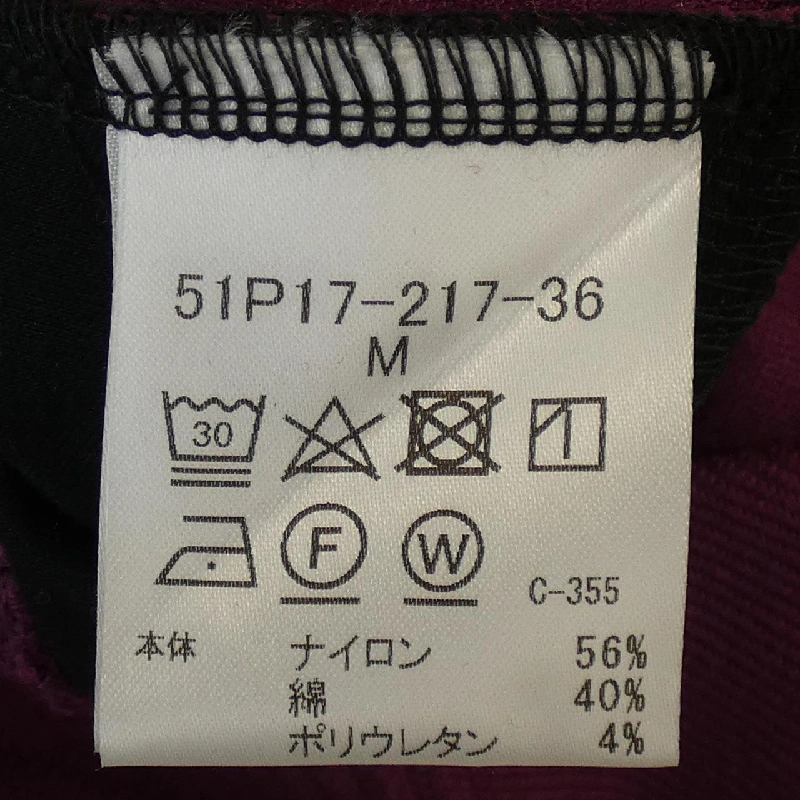 51P17-217-36
M
30
F W
C-355
本体 ナイロン 56%
綿 40%
ポリウレタン 4%